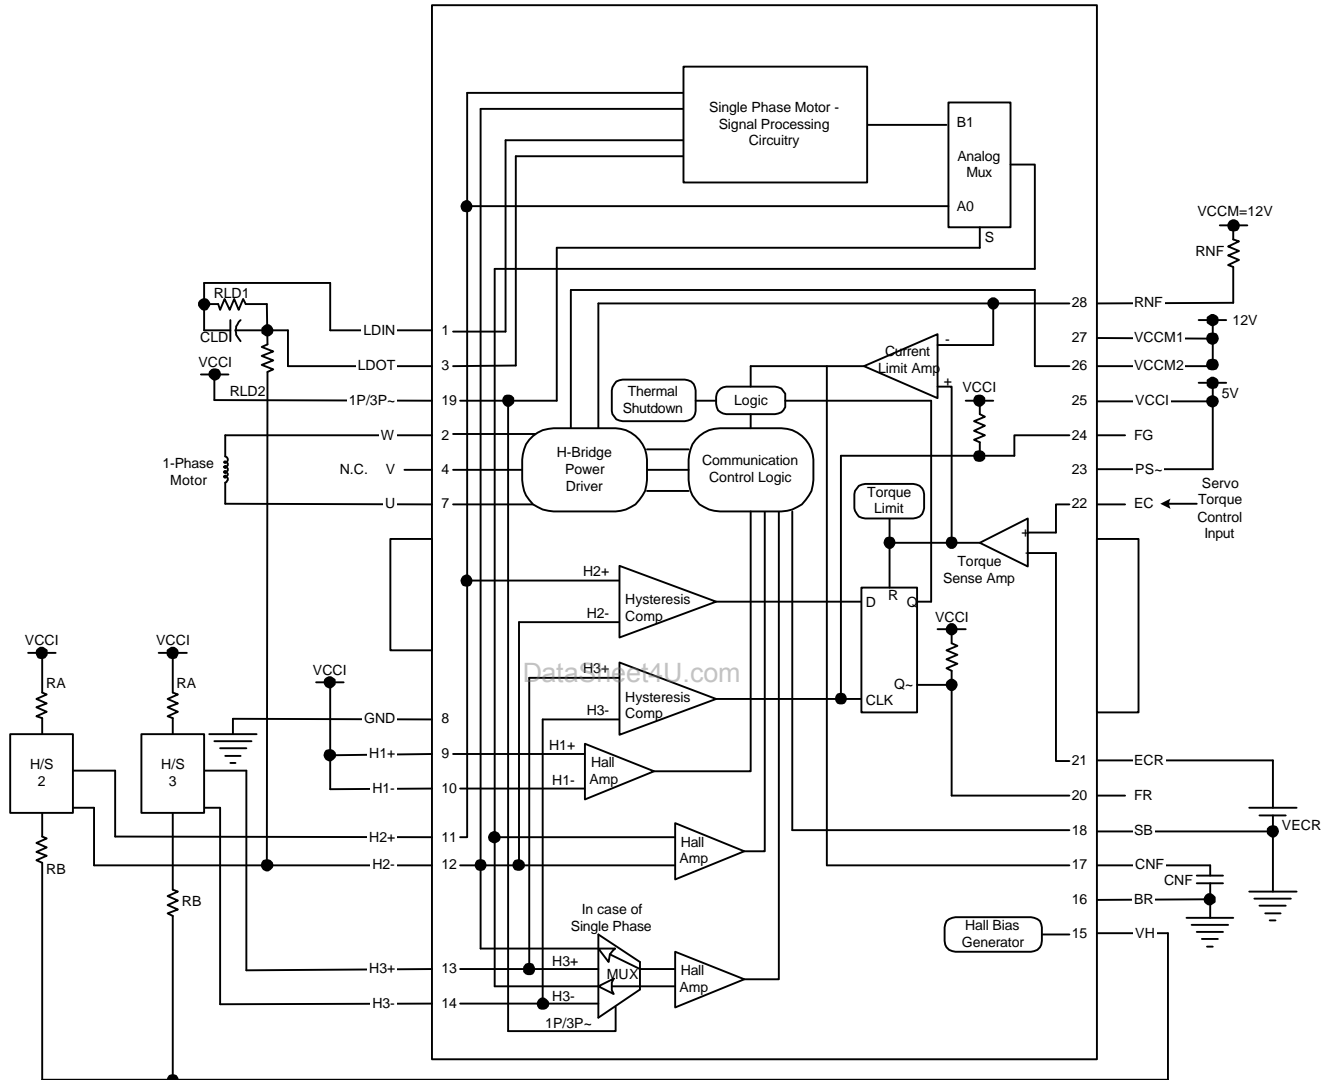 Single Phase Motor -
Signal Processing
Circuitry
B1
Analog
Mux
A0
S
VCCM=12V
RNF
RLD1
CLD
VCCI
RLD2
LDIN
1
LDOT
3
1P/3P~
19
W
2
N.C.
V
4
U
7
1-Phase
Motor
28
RNF
27
VCCM1
26
VCCM2
12V
25
VCCI
5V
24
FG
23
PS~
22
EC
Servo
Torque
Control
Input
Current
Limit Amp
-
+
Thermal
Shutdown
Logic
VCCI
H-Bridge
Power
Driver
Communication
Control Logic
Torque
Limit
+
-
Torque
Sense Amp
H2+
H2-
Hysteresis
Comp
D
R
Q
VCCI
Q~
CLK
DataSheet4U.com
H3+
H3-
Hysteresis
Comp
VCCI
RA
H/S
2
RB
VCCI
RA
H/S
3
RB
VCCI
GND
8
H1+
9
H1-
10
H1+
H1-
Hall
Amp
H2+
11
H2-
12
Hall
Amp
In case of
Single Phase
H3+
13
H3-
14
H3+
H3-
MUX
1P/3P~
Hall
Amp
21
ECR
20
FR
18
SB
VECR
17
CNF
CNF
16
BR
Hall Bias
Generator
15
VH